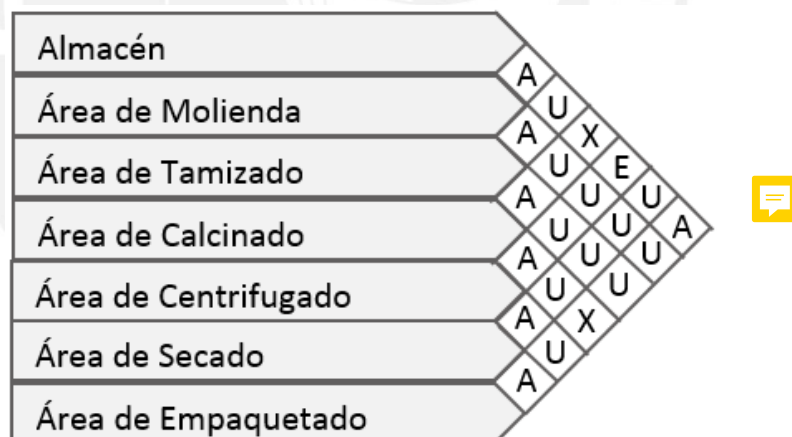 Almacén
A
Área de Molienda U
A X
Área de Tamizado U E
A U U
Área de Calcinado U U A
A U U
Área de Centrifugado U U
A X
Área de Secado U
A
Área de Empaquetado